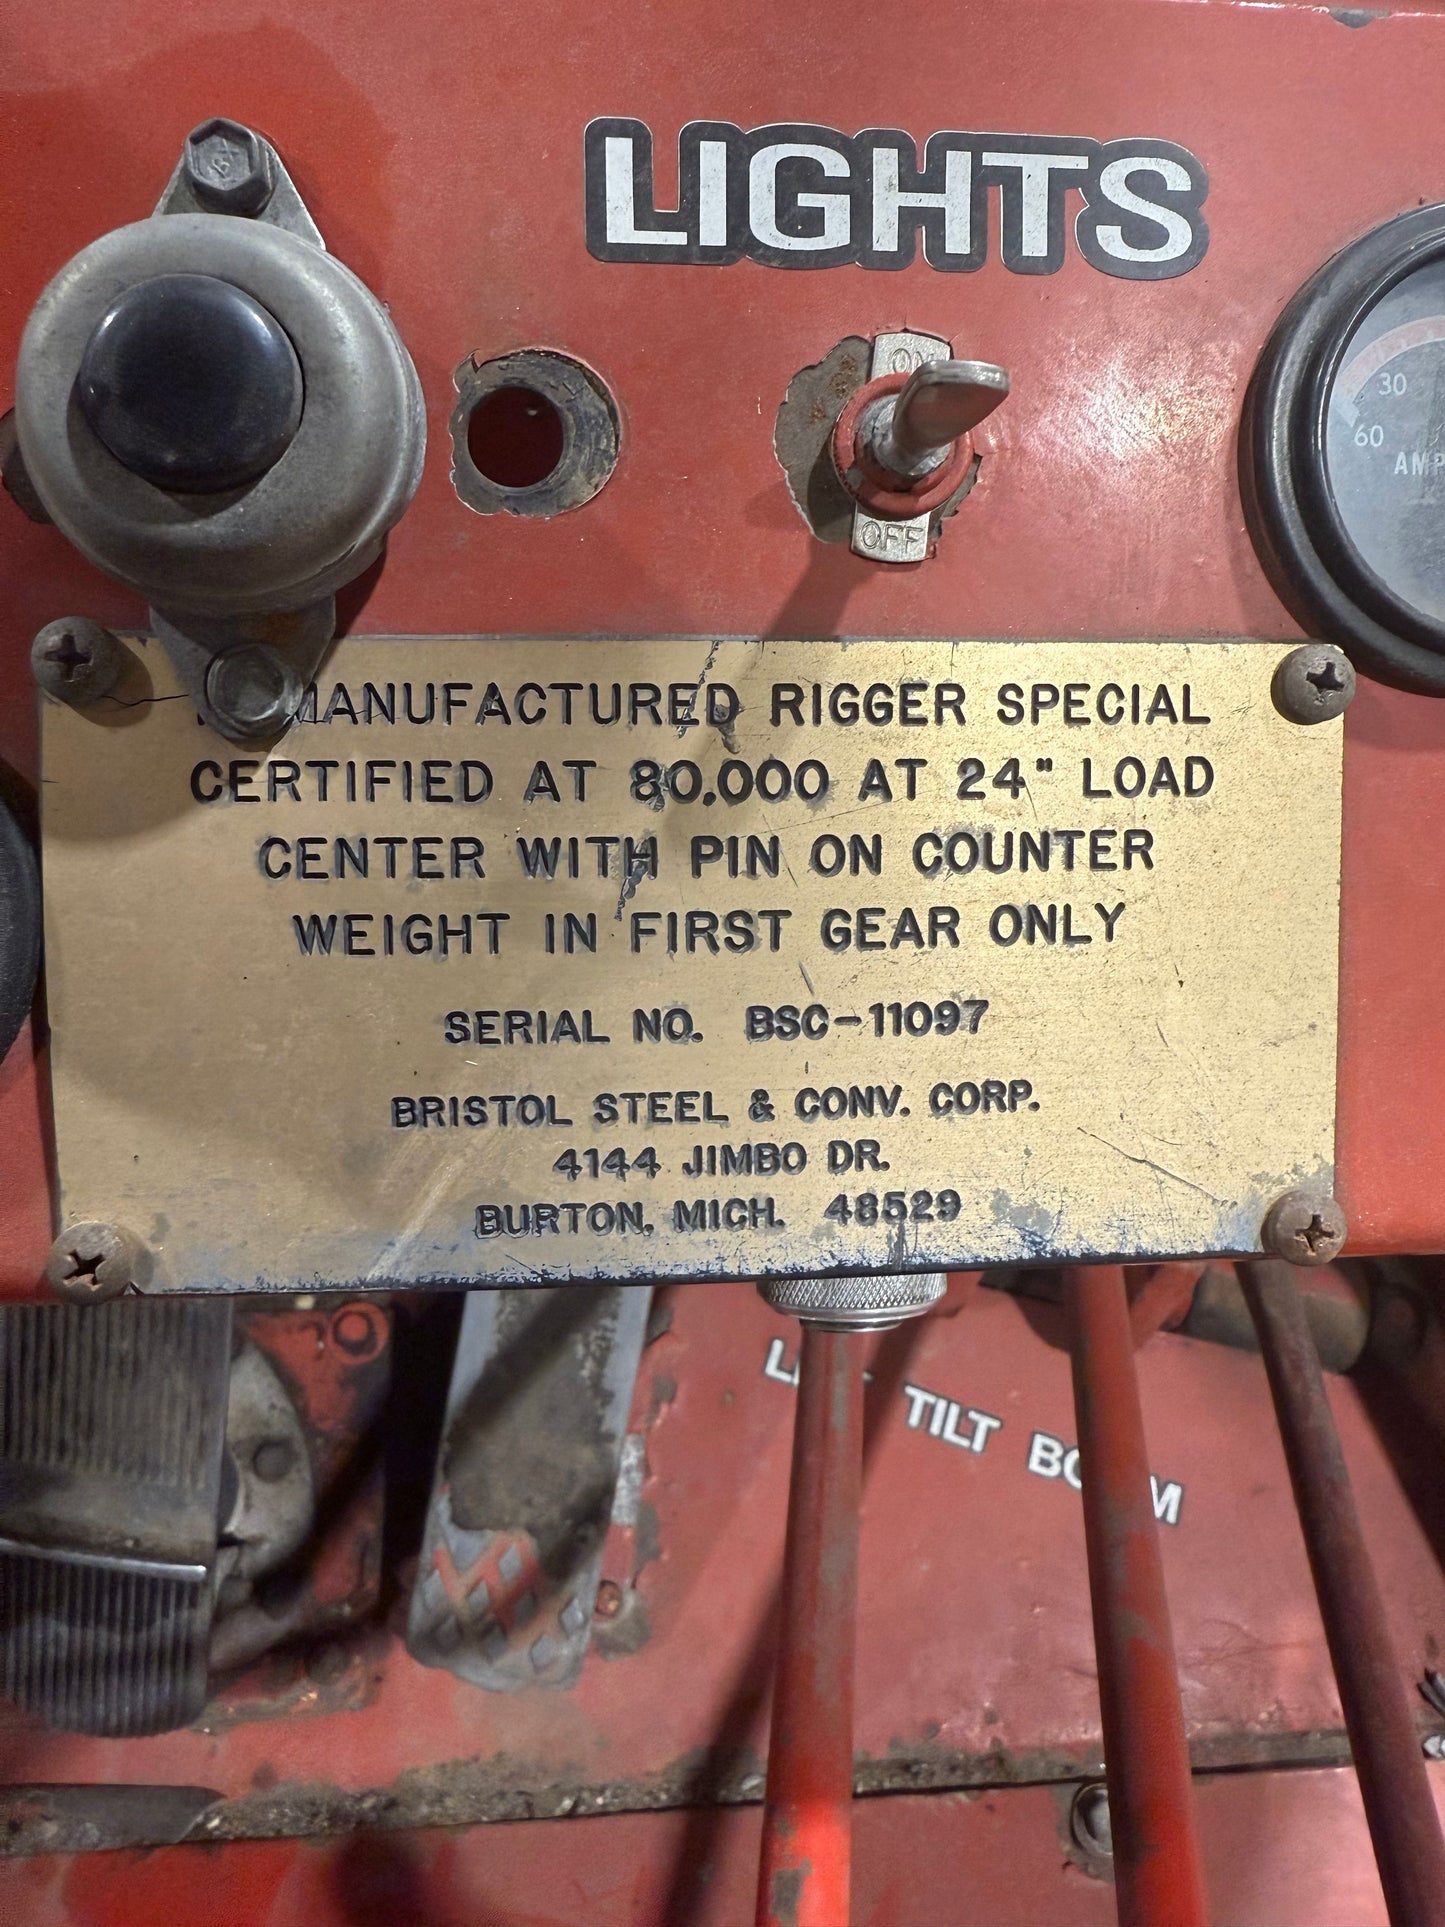 LIGHTS
ON
OFF
30
60
AMP
MANUFACTURED RIGGER SPECIAL
CERTIFIED AT 80,000 AT 24" LOAD
CENTER WITH PIN ON COUNTER
WEIGHT IN FIRST GEAR ONLY
SERIAL NO. BSC-11097
BRISTOL STEEL & CONV. CORP.
4144 JIMBO DR.
BURTON, MICH. 48529
TILT